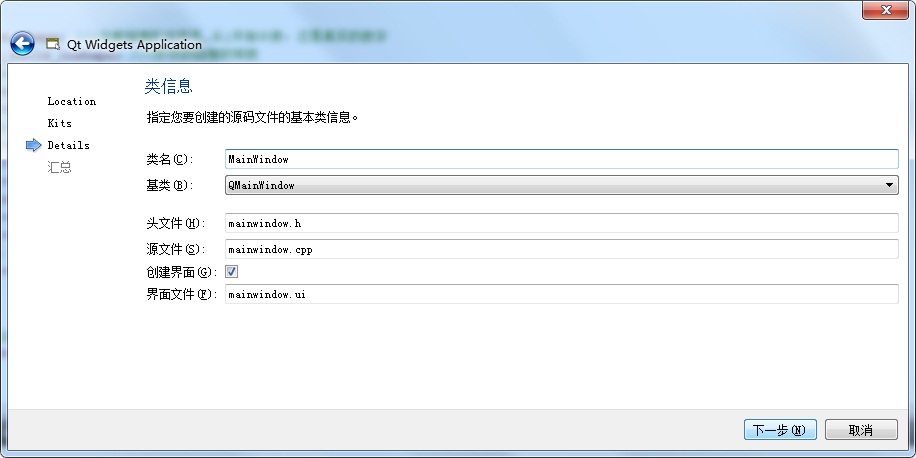 Qt Widgets Application
类信息
Location
Kits
Details
汇总
指定您要创建的源码文件的基本类信息。
类名(C): MainWindow
基类(B): QMainWindow
头文件(H): mainwindow.h
源文件(S): mainwindow.cpp
创建界面(G):
界面文件(F): mainwindow.ui
下一步(N) 取消